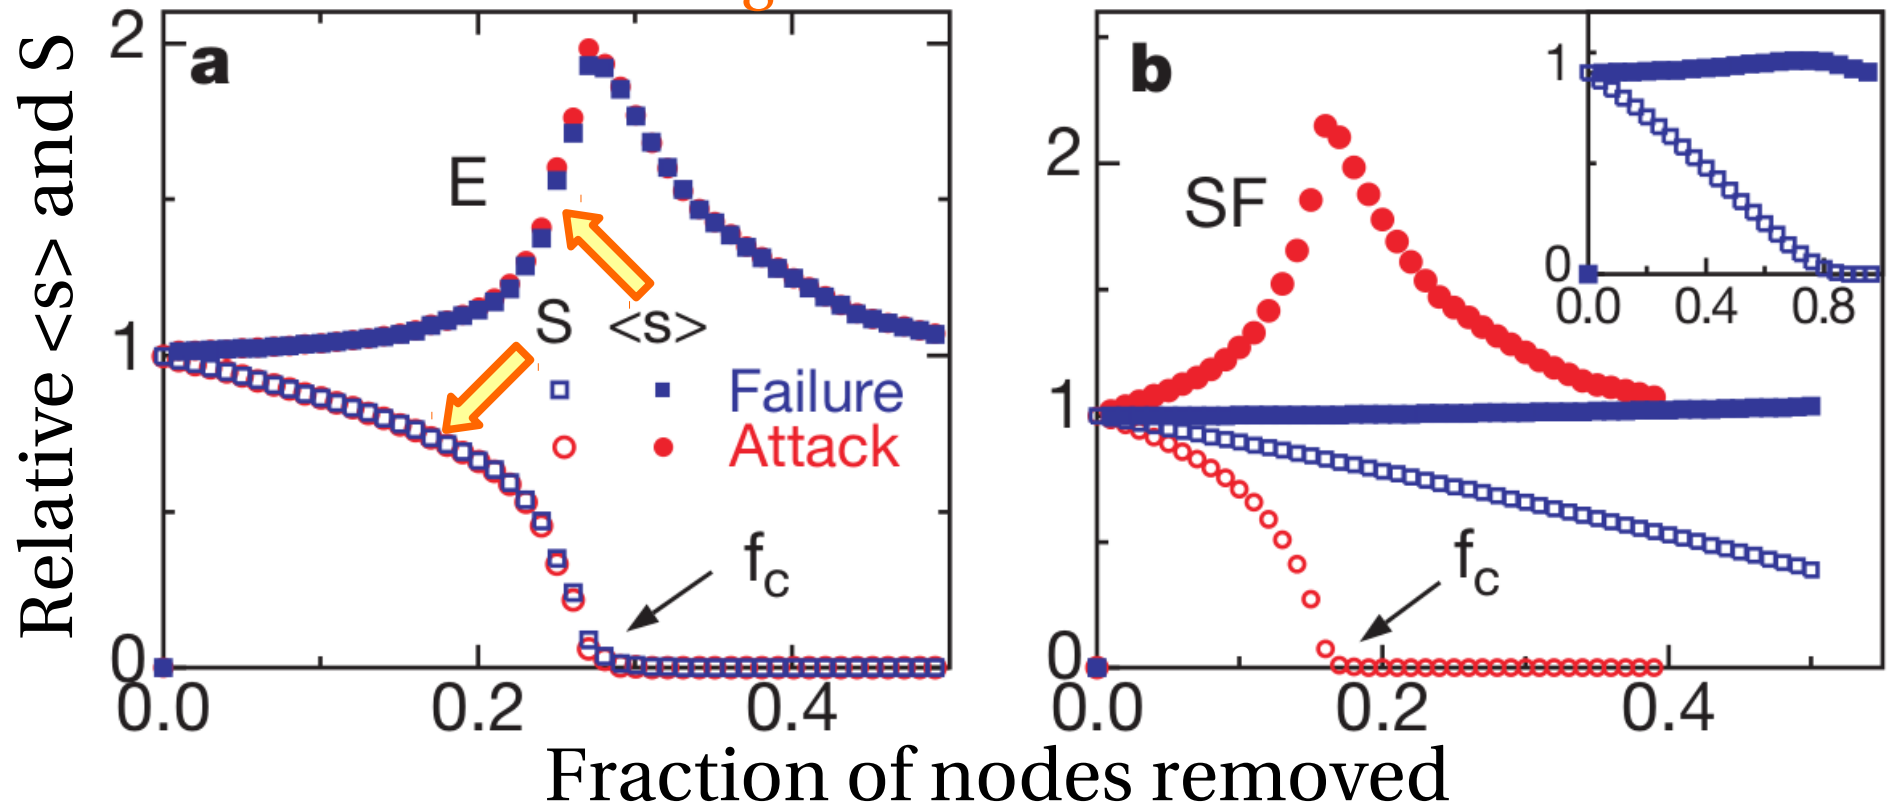 g
Relative <s> and S
a
E
S <s>
Failure
Attack
f_c
2
1
0
0.0 0.2 0.4
b
SF
f_c
2
1
0
0.0 0.2 0.4
1
0
0.0 0.4 0.8
Fraction of nodes removed